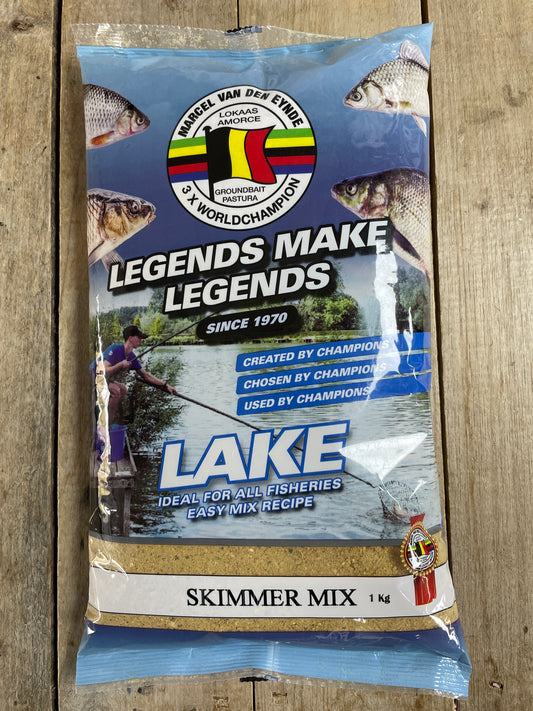 MARCEL VAN DEN EYNDE
LOKAAS
AMORCE
GROUNDBAIT
PASTURA
3 X WORLDCHAMPION
LEGENDS MAKE
LEGENDS
SINCE 1970
CREATED BY CHAMPIONS
CHOSEN BY CHAMPIONS
USED BY CHAMPIONS
LAKE
IDEAL FOR ALL FISHERIES
EASY MIX RECIPE
SKIMMER MIX 1 Kg